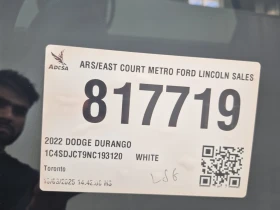 ADESA
ARS/EAST COURT METRO FORD LINCOLN SALES
817719
2022 DODGE DURANGO
1C4SDJCT9NC193120 WHITE
Toronto